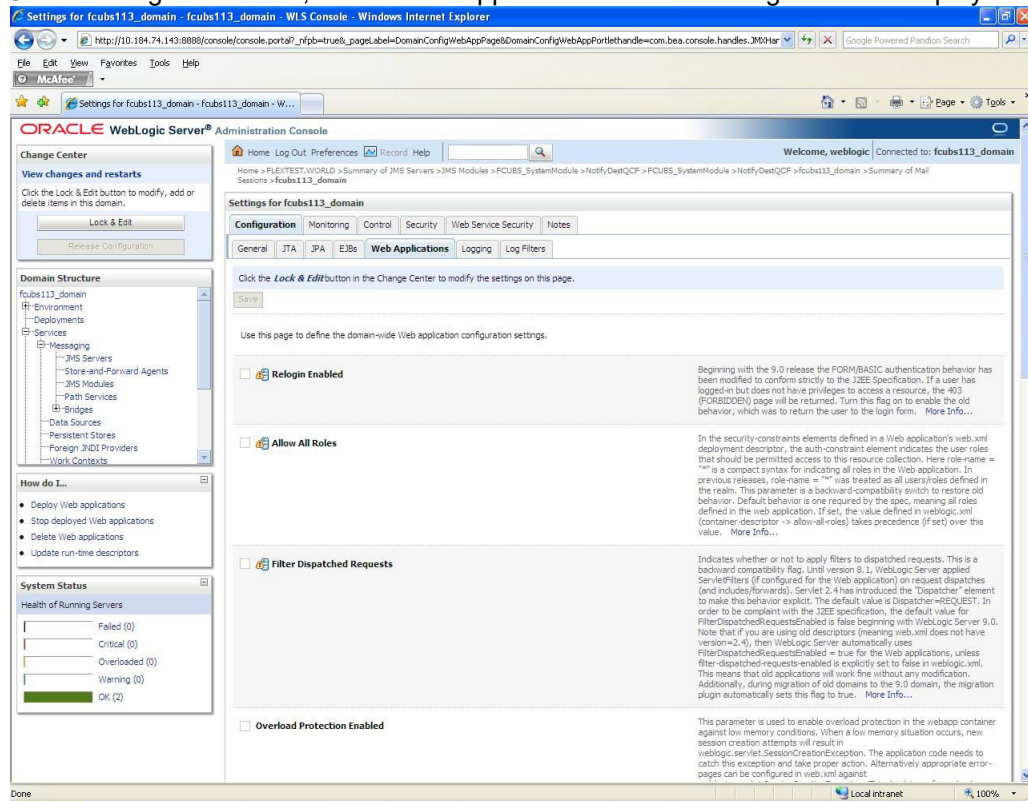 Settings for fcubs113_domain - fcubs113_domain - WLS Console - Windows Internet Explorer
http://10.184.74.143:8888/console/console.portal?_nfpb=true&_pageLabel=DomainConfigWebAppPage&DomainConfigWebAppPortlethandle=com.bea.console.handles.JMXHar
Google Powered Pandion Search
File Edit View Favorites Tools Help
McAfee
Settings for fcubs113_domain - fcubs113_domain - W...
Page Tools
ORACLE WebLogic Server® Administration Console
Change Center
View changes and restarts
Click the Lock & Edit button to modify, add or
delete items in this domain.
Lock & Edit
Release Configuration
Domain Structure
fcubs113_domain
Environment
Deployments
Services
Messaging
JMS Servers
Store-and-Forward Agents
JMS Modules
Path Services
Bridges
Data Sources
Persistent Stores
Foreign JNDI Providers
Work Contexts
How do I...
Deploy Web applications
Stop deployed Web applications
Delete Web applications
Update run-time descriptors
System Status
Health of Running Servers
Failed (0)
Critical (0)
Overloaded (0)
Warning (0)
OK (2)
Home Log Out Preferences Record Help
Welcome, weblogic Connected to: fcubs113_domain
Home >FLEXTEST.WORLD >Summary of JMS Servers >JMS Modules >FCUBS_SystemModule >NotifyDestQCF >FCUBS_SystemModule >NotifyDestQCF >fcubs113_domain >Summary of Mail
Sessions >fcubs113_domain
Settings for fcubs113_domain
Configuration Monitoring Control Security Web Service Security Notes
General JTA JPA EJBs Web Applications Logging Log Filters
Click the Lock & Edit button in the Change Center to modify the settings on this page.
Save
Use this page to define the domain-wide Web application configuration settings.
Relogin Enabled
Beginning with the 9.0 release the FORM/BASIC authentication behavior has
been modified to conform strictly to the J2EE Specification. If a user has
logged-in but does not have privileges to access a resource, the 403
(FORBIDDEN) page will be returned. Turn this flag on to enable the old
behavior, which was to return the user to the login form. More Info...
Allow All Roles
In the security-constraints elements defined in a Web application's web.xml
deployment descriptor, the auth-constraint element indicates the user roles
that should be permitted access to this resource collection. Here role-name =
"*" is a compact syntax for indicating all roles in the Web application. In
previous releases, role-name = "*" was treated as all users/roles defined in
the realm. This parameter is a backward-compatibility switch to restore old
behavior. Default behavior is one required by the spec, meaning all roles
defined in the web application. If set, the value defined in weblogic.xml
(container-descriptor -> allow-all-roles) takes precedence (if set) over this
value. More Info...
Filter Dispatched Requests
Indicates whether or not to apply filters to dispatched requests. This is a
backward compatibility flag. Until version 8.1, WebLogic Server applied
ServletFilters (if configured for the Web application) on request dispatches
(and includes/forwards). Servlet 2.4 has introduced the "Dispatcher" element
to make this behavior explicit. The default value is Dispatcher=REQUEST. In
order to be complaint with the J2EE specification, the default value for
FilterDispatchedRequestsEnabled is false beginning with WebLogic Server 9.0.
Note that if you are using old descriptors (meaning web.xml does not have
version=2.4), then WebLogic Server automatically uses
FilterDispatchedRequestsEnabled = true for the Web applications, unless
filter-dispatched-requests-enabled is explicitly set to false in weblogic.xml.
This means that old applications will work fine without any modification.
Additionally, during migration of old domains to the 9.0 domain, the migration
plugin automatically sets this flag to true. More Info...
Overload Protection Enabled
This parameter is used to enable overload protection in the webapp container
against low memory conditions. When a low memory situation occurs, new
session creation attempts will result in
weblogic.servlet.SessionCreationException. The application code needs to
catch this exception and take proper action. Alternatively appropriate error-
pages can be configured in web.xml against
Done
Local intranet
100%